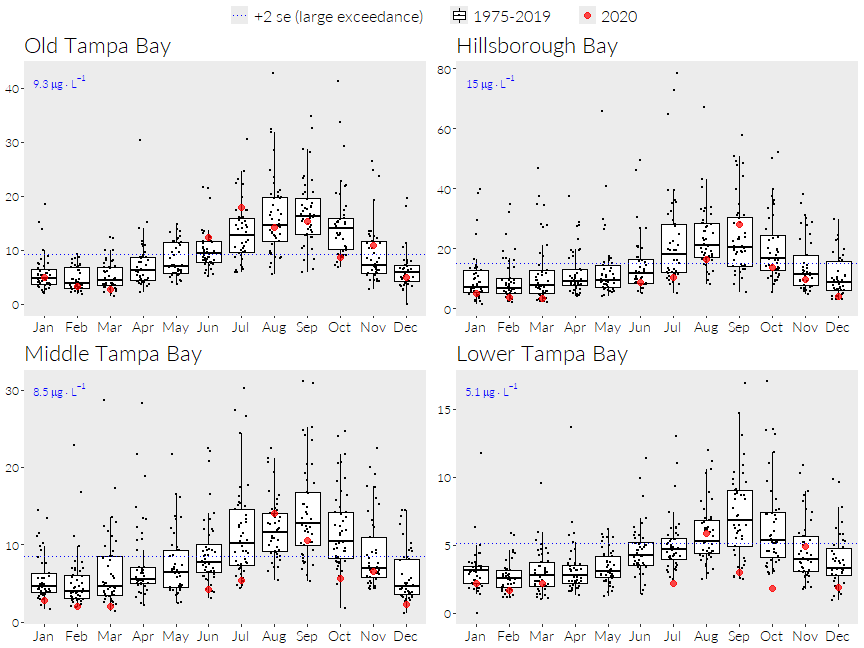 +2 se (large exceedance) 1975-2019 2020
Old Tampa Bay
9.3 µg · L⁻¹
40
30
20
10
0
Jan Feb Mar Apr May Jun Jul Aug Sep Oct Nov Dec
Hillsborough Bay
15 µg · L⁻¹
80
60
40
20
0
Jan Feb Mar Apr May Jun Jul Aug Sep Oct Nov Dec
Middle Tampa Bay
8.5 µg · L⁻¹
30
20
10
0
Jan Feb Mar Apr May Jun Jul Aug Sep Oct Nov Dec
Lower Tampa Bay
5.1 µg · L⁻¹
15
10
5
0
Jan Feb Mar Apr May Jun Jul Aug Sep Oct Nov Dec